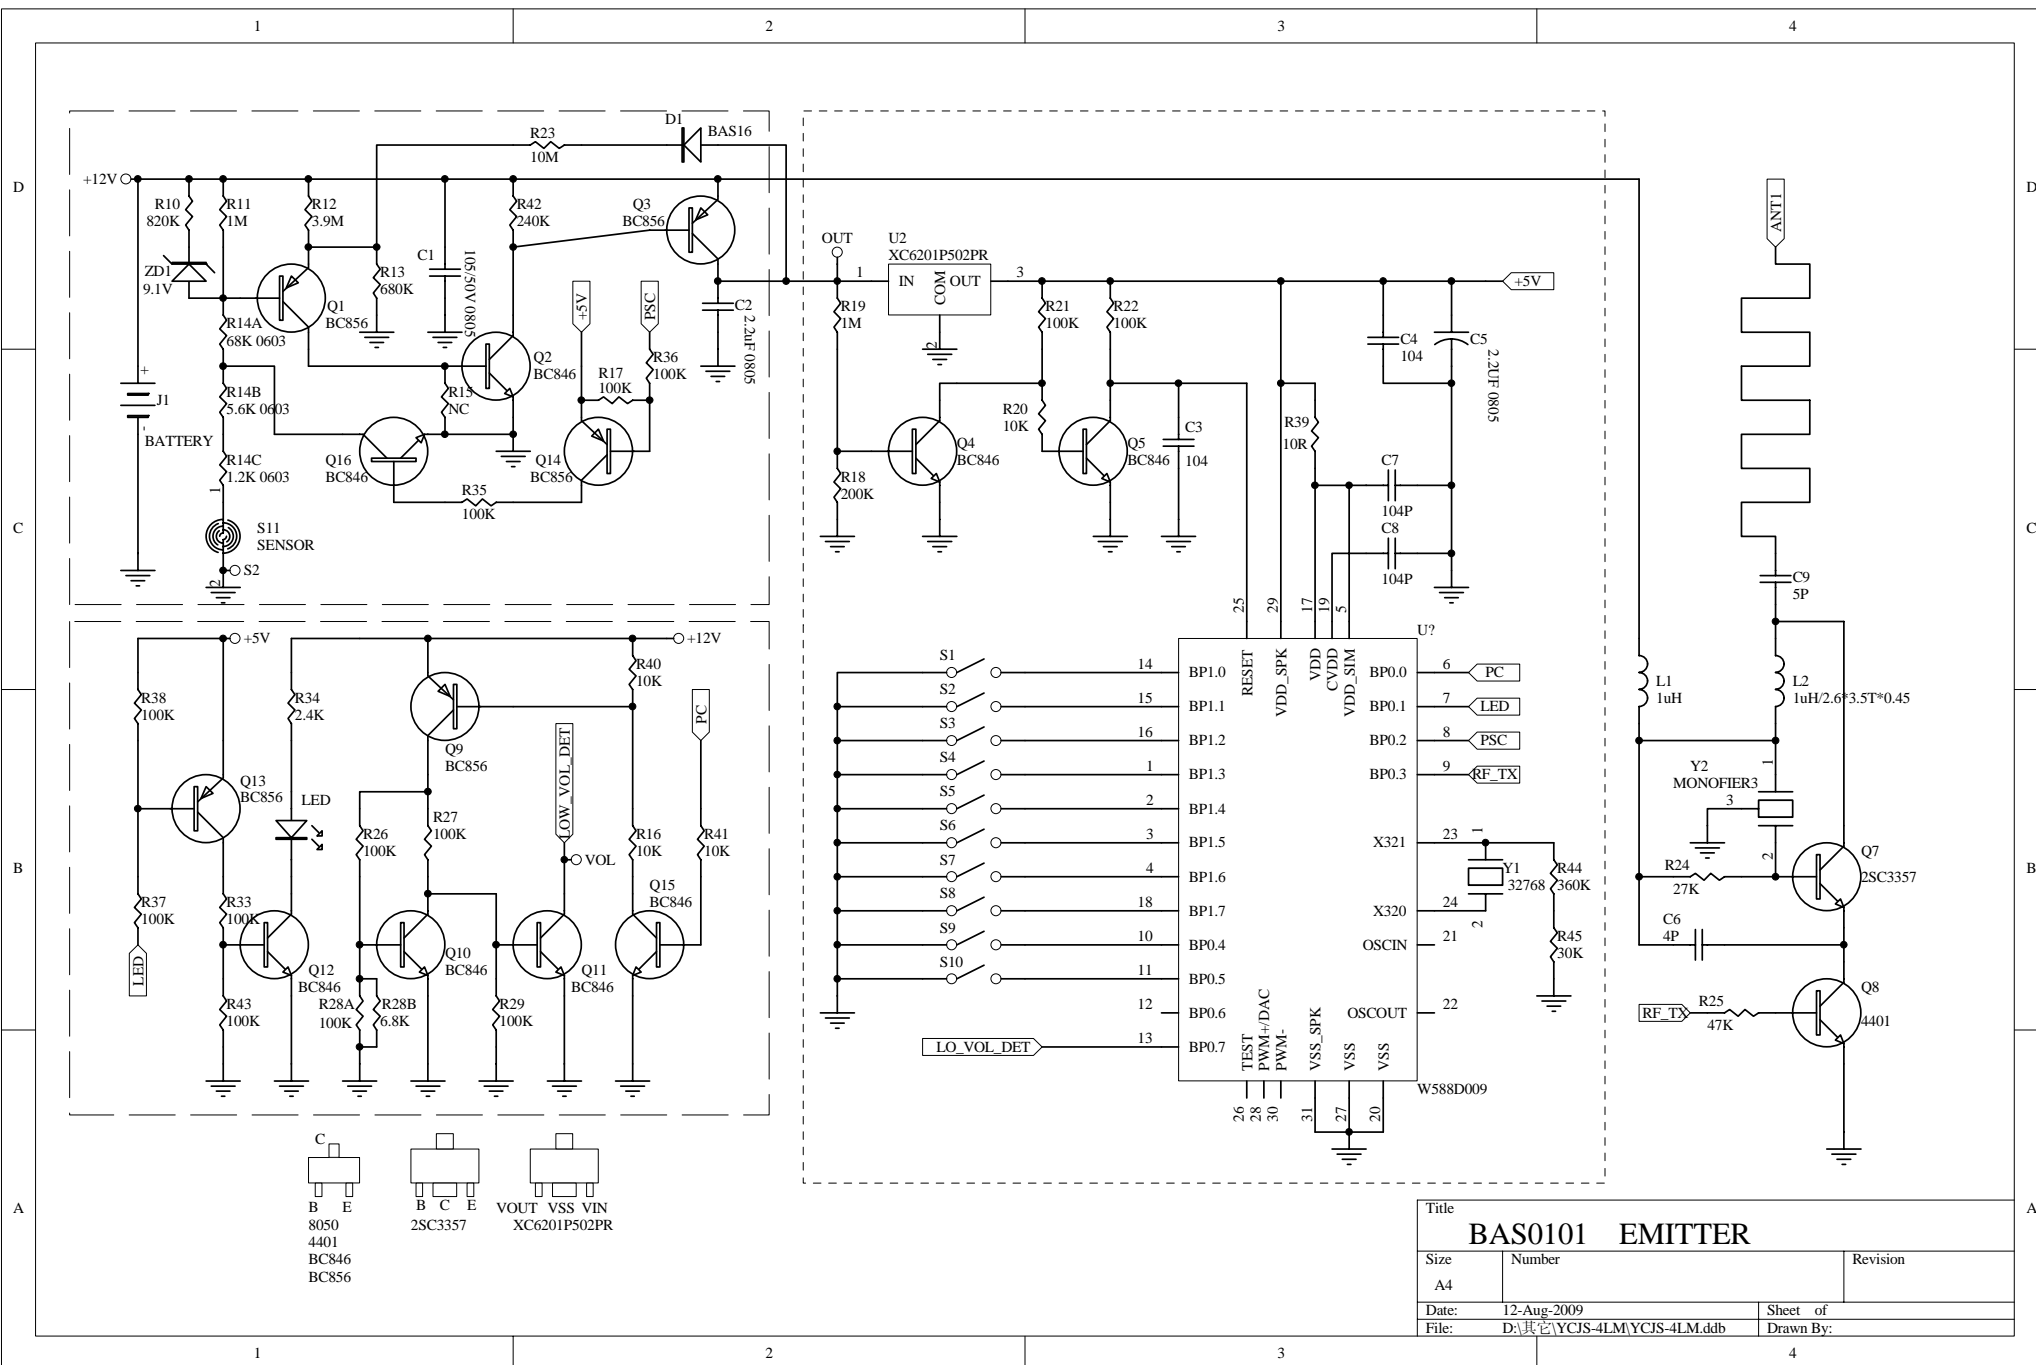 1 2 3 4
D
C
B
A
D
C
B
A
1 2 3 4
+12V
R10
820K
R11
1M
R12
3.9M
R23
10M
D1
BAS16
R42
240K
Q3
BC856
ZD1
9.1V
Q1
BC856
R13
680K
C1
105/50V 0805
R14A
68K 0603
R14B
5.6K 0603
R14C
1.2K 0603
+
J1
-
BATTERY
1
S11
SENSOR
S2
2
Q2
BC846
R15
NC
Q16
BC846
R35
100K
Q14
BC856
R17
100K
R36
100K
+5V
PSC
C2
2.2uF 0805
OUT
U2
XC6201P502PR
1
IN
COM
OUT
3
2
R19
1M
R18
200K
R21
100K
R22
100K
R20
10K
Q4
BC846
Q5
BC846
C3
104
R39
10R
C4
104
C5
2.2UF 0805
+5V
C7
104P
C8
104P
25
29
17
19
5
U?
RESET
VDD_SPK
VDD
CVDD
VDD_SIM
S1
14
BP1.0
S2
15
BP1.1
S3
16
BP1.2
S4
1
BP1.3
S5
2
BP1.4
S6
3
BP1.5
S7
4
BP1.6
S8
18
BP1.7
S9
10
BP0.4
S10
11
BP0.5
12
BP0.6
LO_VOL_DET
13
BP0.7
BP0.0
6
PC
BP0.1
7
LED
BP0.2
8
PSC
BP0.3
9
RF_TX
X321
23
1
Y1
32768
X320
24
2
OSCIN
21
OSCOUT
22
R44
360K
R45
30K
TEST
PWM+/DAC
PWM-
VSS_SPK
VSS
VSS
26
28
30
31
27
20
W588D009
ANT1
C9
5P
L1
1uH
L2
1uH/2.6*3.5T*0.45
Y2
MONOFIER3
1
3
2
R24
27K
Q7
2SC3357
C6
4P
RF_TX
R25
47K
Q8
4401
+5V
+12V
R38
100K
R34
2.4K
Q13
BC856
LED
R37
100K
LED
R33
100K
Q12
BC846
R43
100K
Q9
BC856
R40
10K
PC
LOW_VOL_DET
VOL
R26
100K
R27
100K
R16
10K
R41
10K
Q15
BC846
Q10
BC846
Q11
BC846
R28A
100K
R28B
6.8K
R29
100K
C
B E
8050
4401
BC846
BC856
B C E
2SC3357
VOUT VSS VIN
XC6201P502PR
Title
BAS0101 EMITTER
Size
Number
Revision
A4
Date:
12-Aug-2009
Sheet of
File:
D:\其它\YCJS-4LM\YCJS-4LM.ddb
Drawn By: